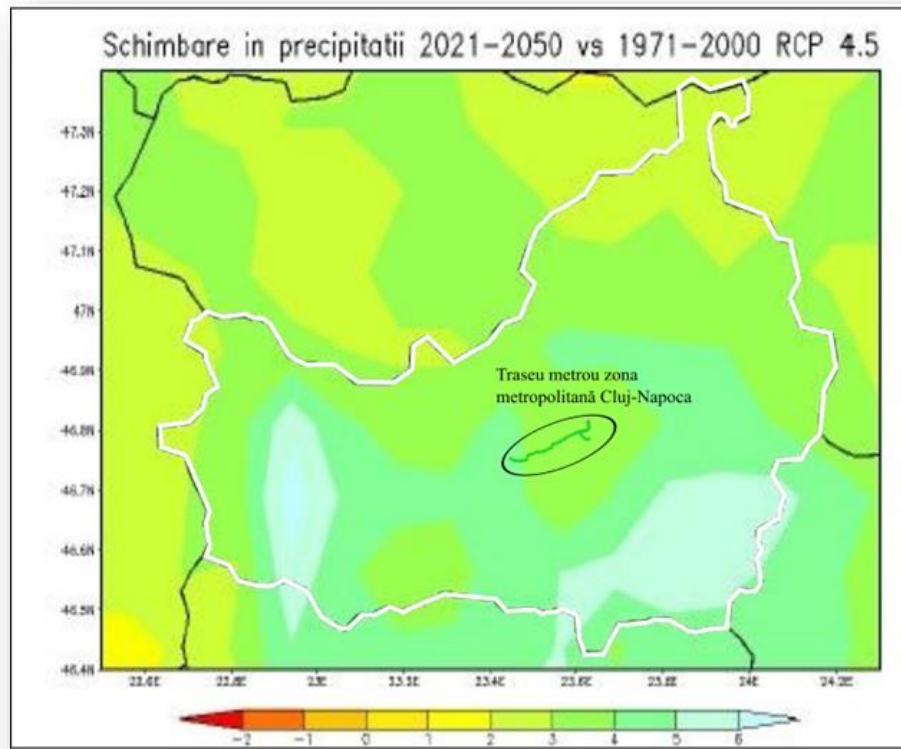 Schimbare in precipitatii 2021-2050 vs 1971-2000 RCP 4.5
47.3N
47.2N
47.1N
47N
46.9N
46.8N
46.7N
46.6N
46.5N
46.4N
Traseu metrou zona
metropolitană Cluj-Napoca
22.6E 22.8E 23E 23.2E 23.4E 23.6E 23.8E 24E 24.2E
-2 -1 0 1 2 3 4 5 6